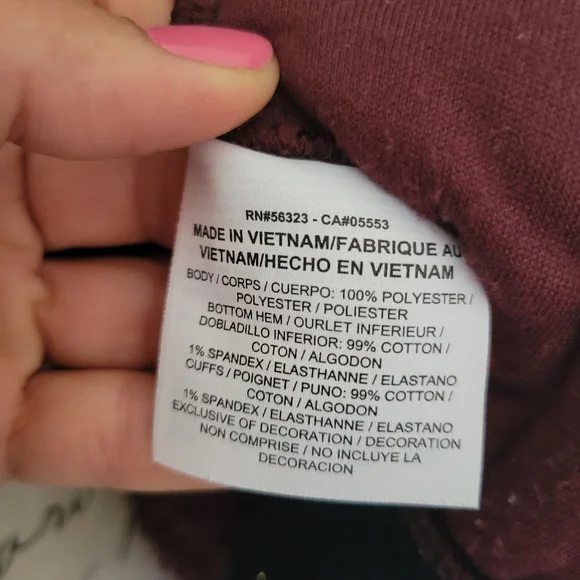 RN#56323 - CA#05553
MADE IN VIETNAM/FABRIQUE AU
VIETNAM/HECHO EN VIETNAM
BODY / CORPS / CUERPO: 100% POLYESTER /
POLYESTER / POLIESTER
BOTTOM HEM / OURLET INFERIEUR /
DOBLADILLO INFERIOR: 99% COTTON /
COTON / ALGODON
1% SPANDEX / ELASTHANNE / ELASTANO
CUFFS / POIGNET / PUNO: 99% COTTON /
COTON / ALGODON
1% SPANDEX / ELASTHANNE / ELASTANO
EXCLUSIVE OF DECORATION / DECORATION
NON COMPRISE / NO INCLUYE LA
DECORACION